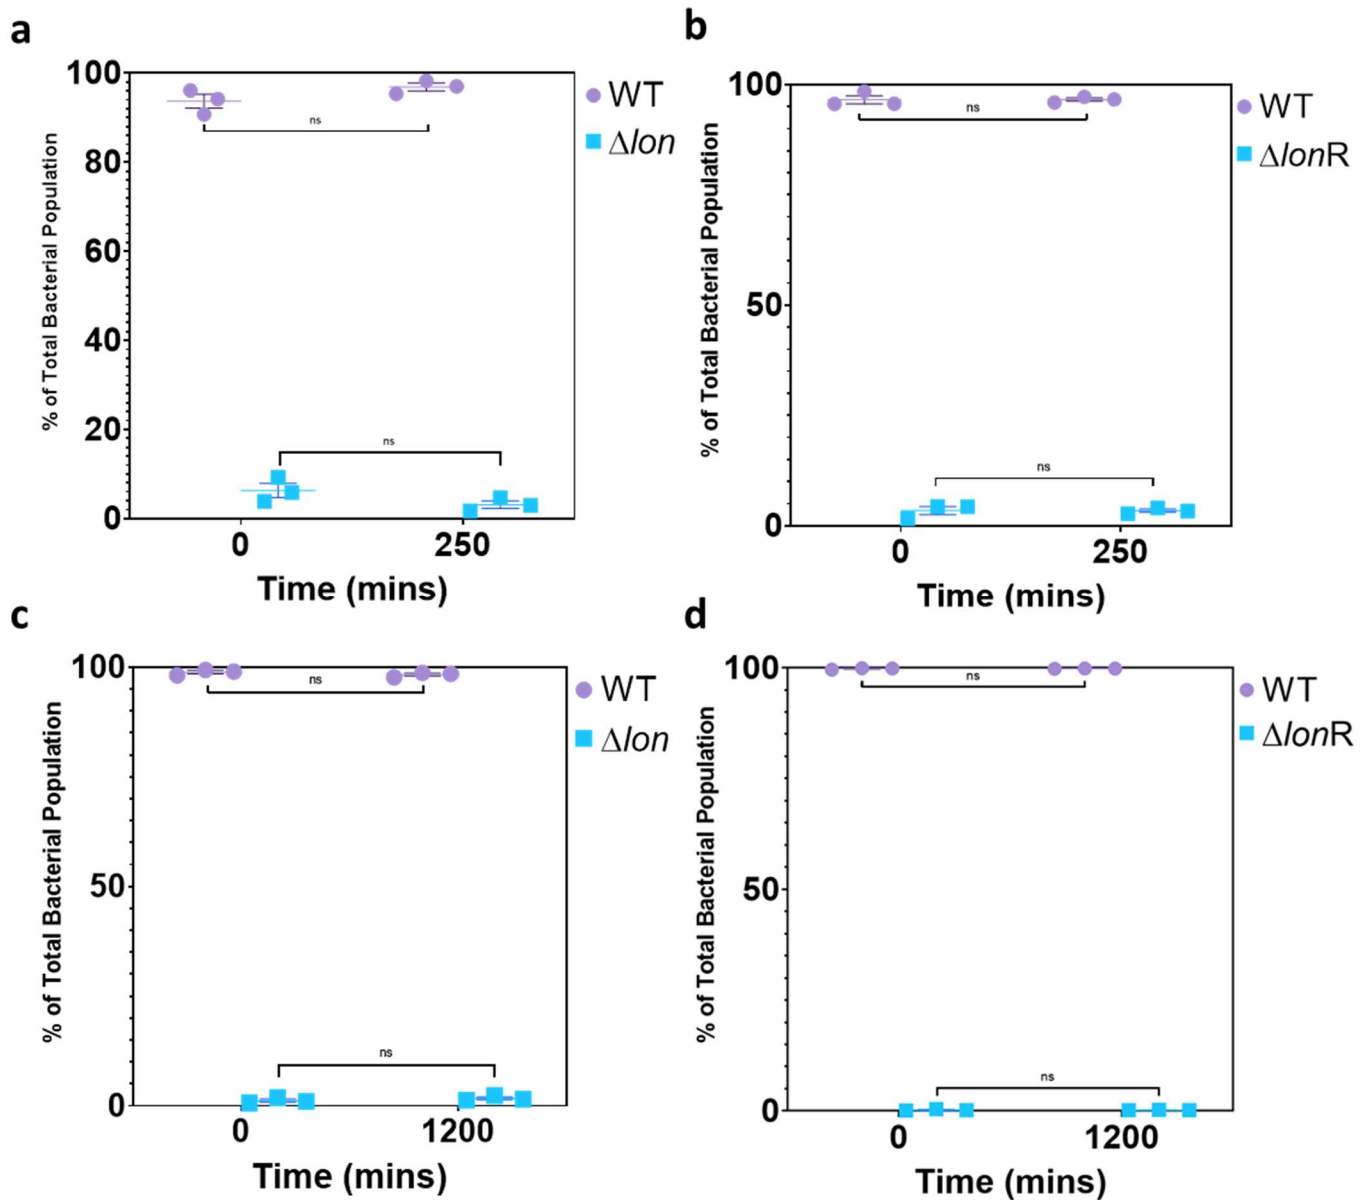 a
% of Total Bacterial Population
100
80
60
40
20
0
ns
ns
0 250
Time (mins)
WT
Δlon
b
% of Total Bacterial Population
100
50
0
ns
ns
0 250
Time (mins)
WT
ΔlonR
c
% of Total Bacterial Population
100
50
0
ns
ns
0 1200
Time (mins)
WT
Δlon
d
% of Total Bacterial Population
100
50
0
ns
ns
0 1200
Time (mins)
WT
ΔlonR